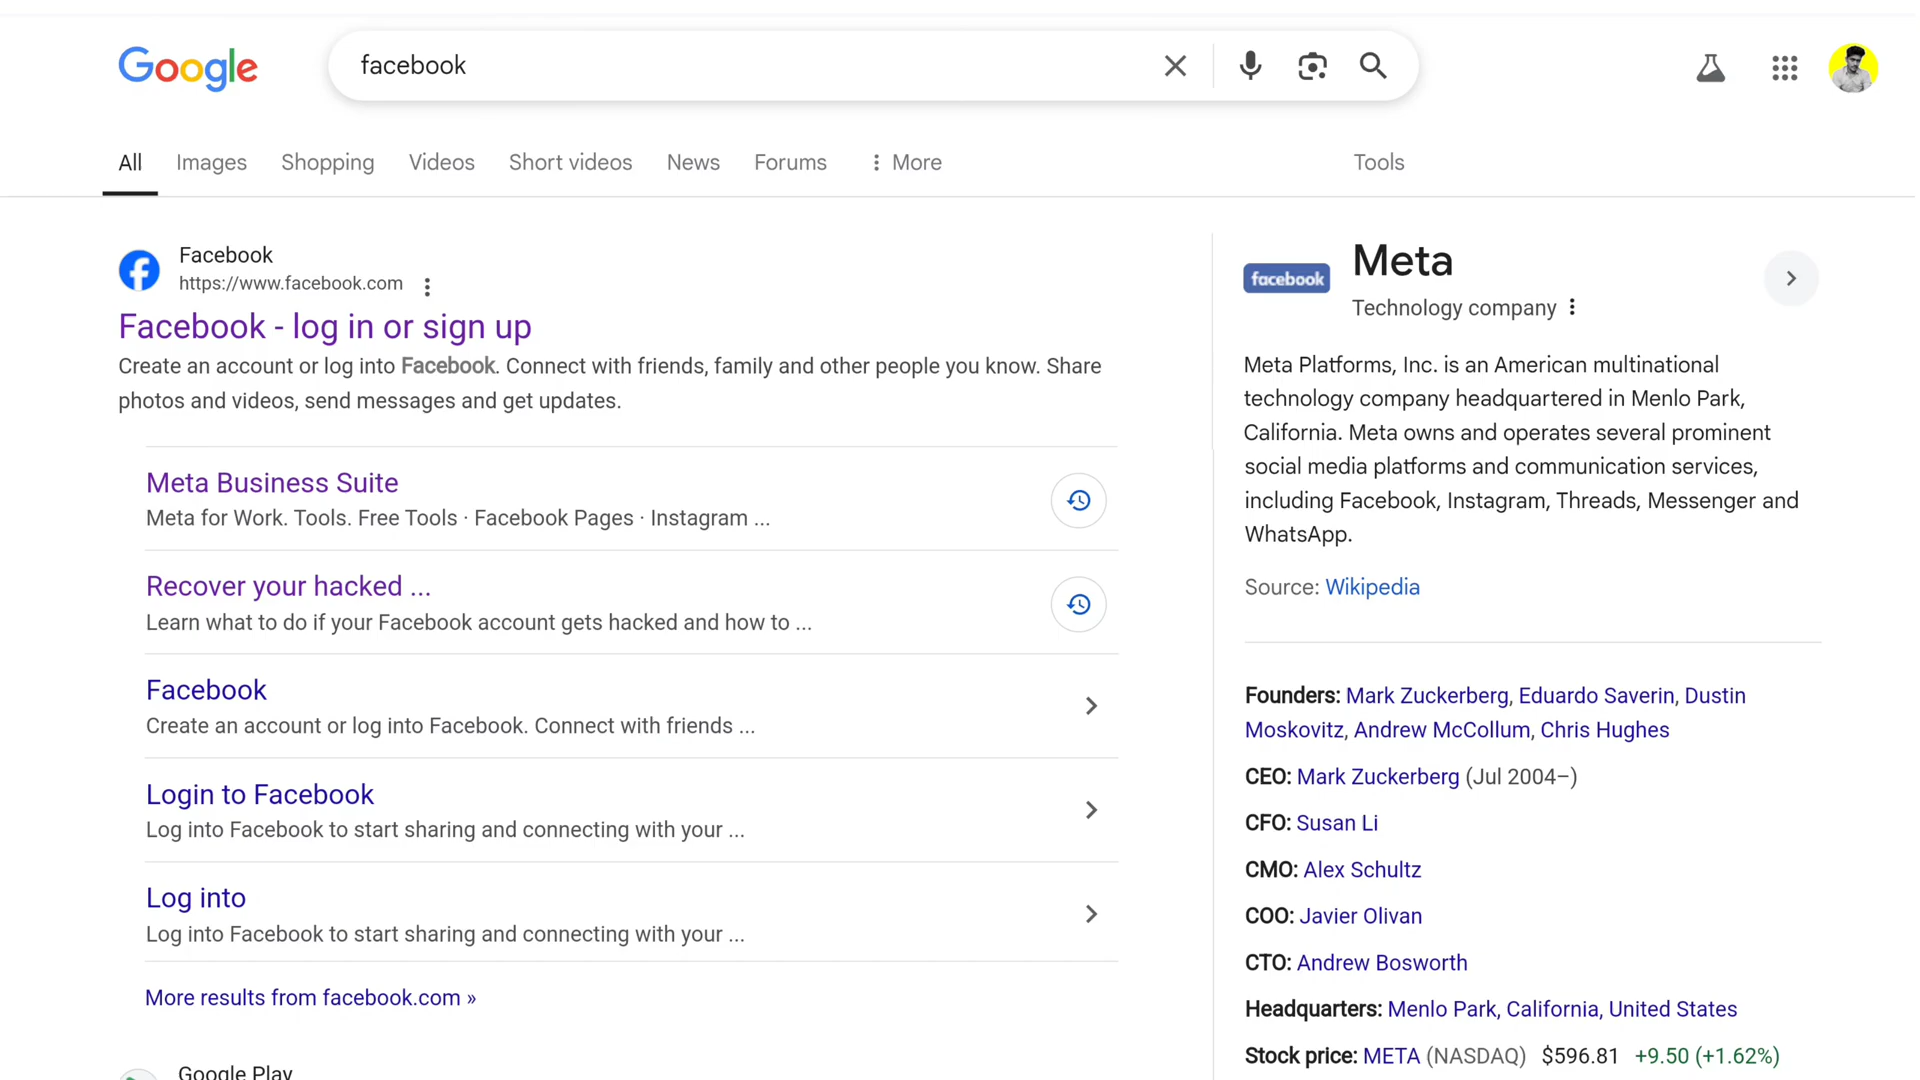 Google
facebook
All
Images
Shopping
Videos
Short videos
News
Forums
More
Tools
Facebook
https://www.facebook.com
Facebook - log in or sign up
Create an account or log into Facebook. Connect with friends, family and other people you know. Share
photos and videos, send messages and get updates.
Meta Business Suite
Meta for Work. Tools. Free Tools · Facebook Pages · Instagram ...
Recover your hacked ...
Learn what to do if your Facebook account gets hacked and how to ...
Facebook
Create an account or log into Facebook. Connect with friends ...
Login to Facebook
Log into Facebook to start sharing and connecting with your ...
Log into
Log into Facebook to start sharing and connecting with your ...
More results from facebook.com »
Google Play
facebook
Meta
Technology company
Meta Platforms, Inc. is an American multinational
technology company headquartered in Menlo Park,
California. Meta owns and operates several prominent
social media platforms and communication services,
including Facebook, Instagram, Threads, Messenger and
WhatsApp.
Source: Wikipedia
Founders: Mark Zuckerberg, Eduardo Saverin, Dustin
Moskovitz, Andrew McCollum, Chris Hughes
CEO: Mark Zuckerberg (Jul 2004–)
CFO: Susan Li
CMO: Alex Schultz
COO: Javier Olivan
CTO: Andrew Bosworth
Headquarters: Menlo Park, California, United States
Stock price: META (NASDAQ) $596.81 +9.50 (+1.62%)